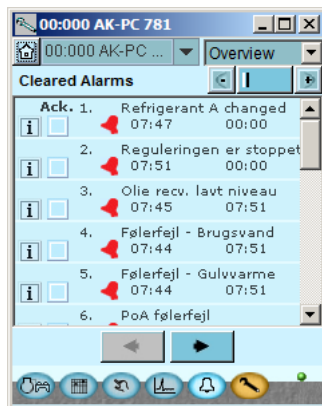 00:000 AK-PC 781
00:000 AK-PC ... Overview
Cleared Alarms
Ack. 1. Refrigerant A changed
07:47 00:00
2. Reguleringen er stoppet
07:51 00:00
3. Olie recv. lavt niveau
07:45 07:51
4. Følerfejl - Brugsvand
07:44 07:51
5. Følerfejl - Gulvvarme
07:44 07:51
6. PoA følerfejl